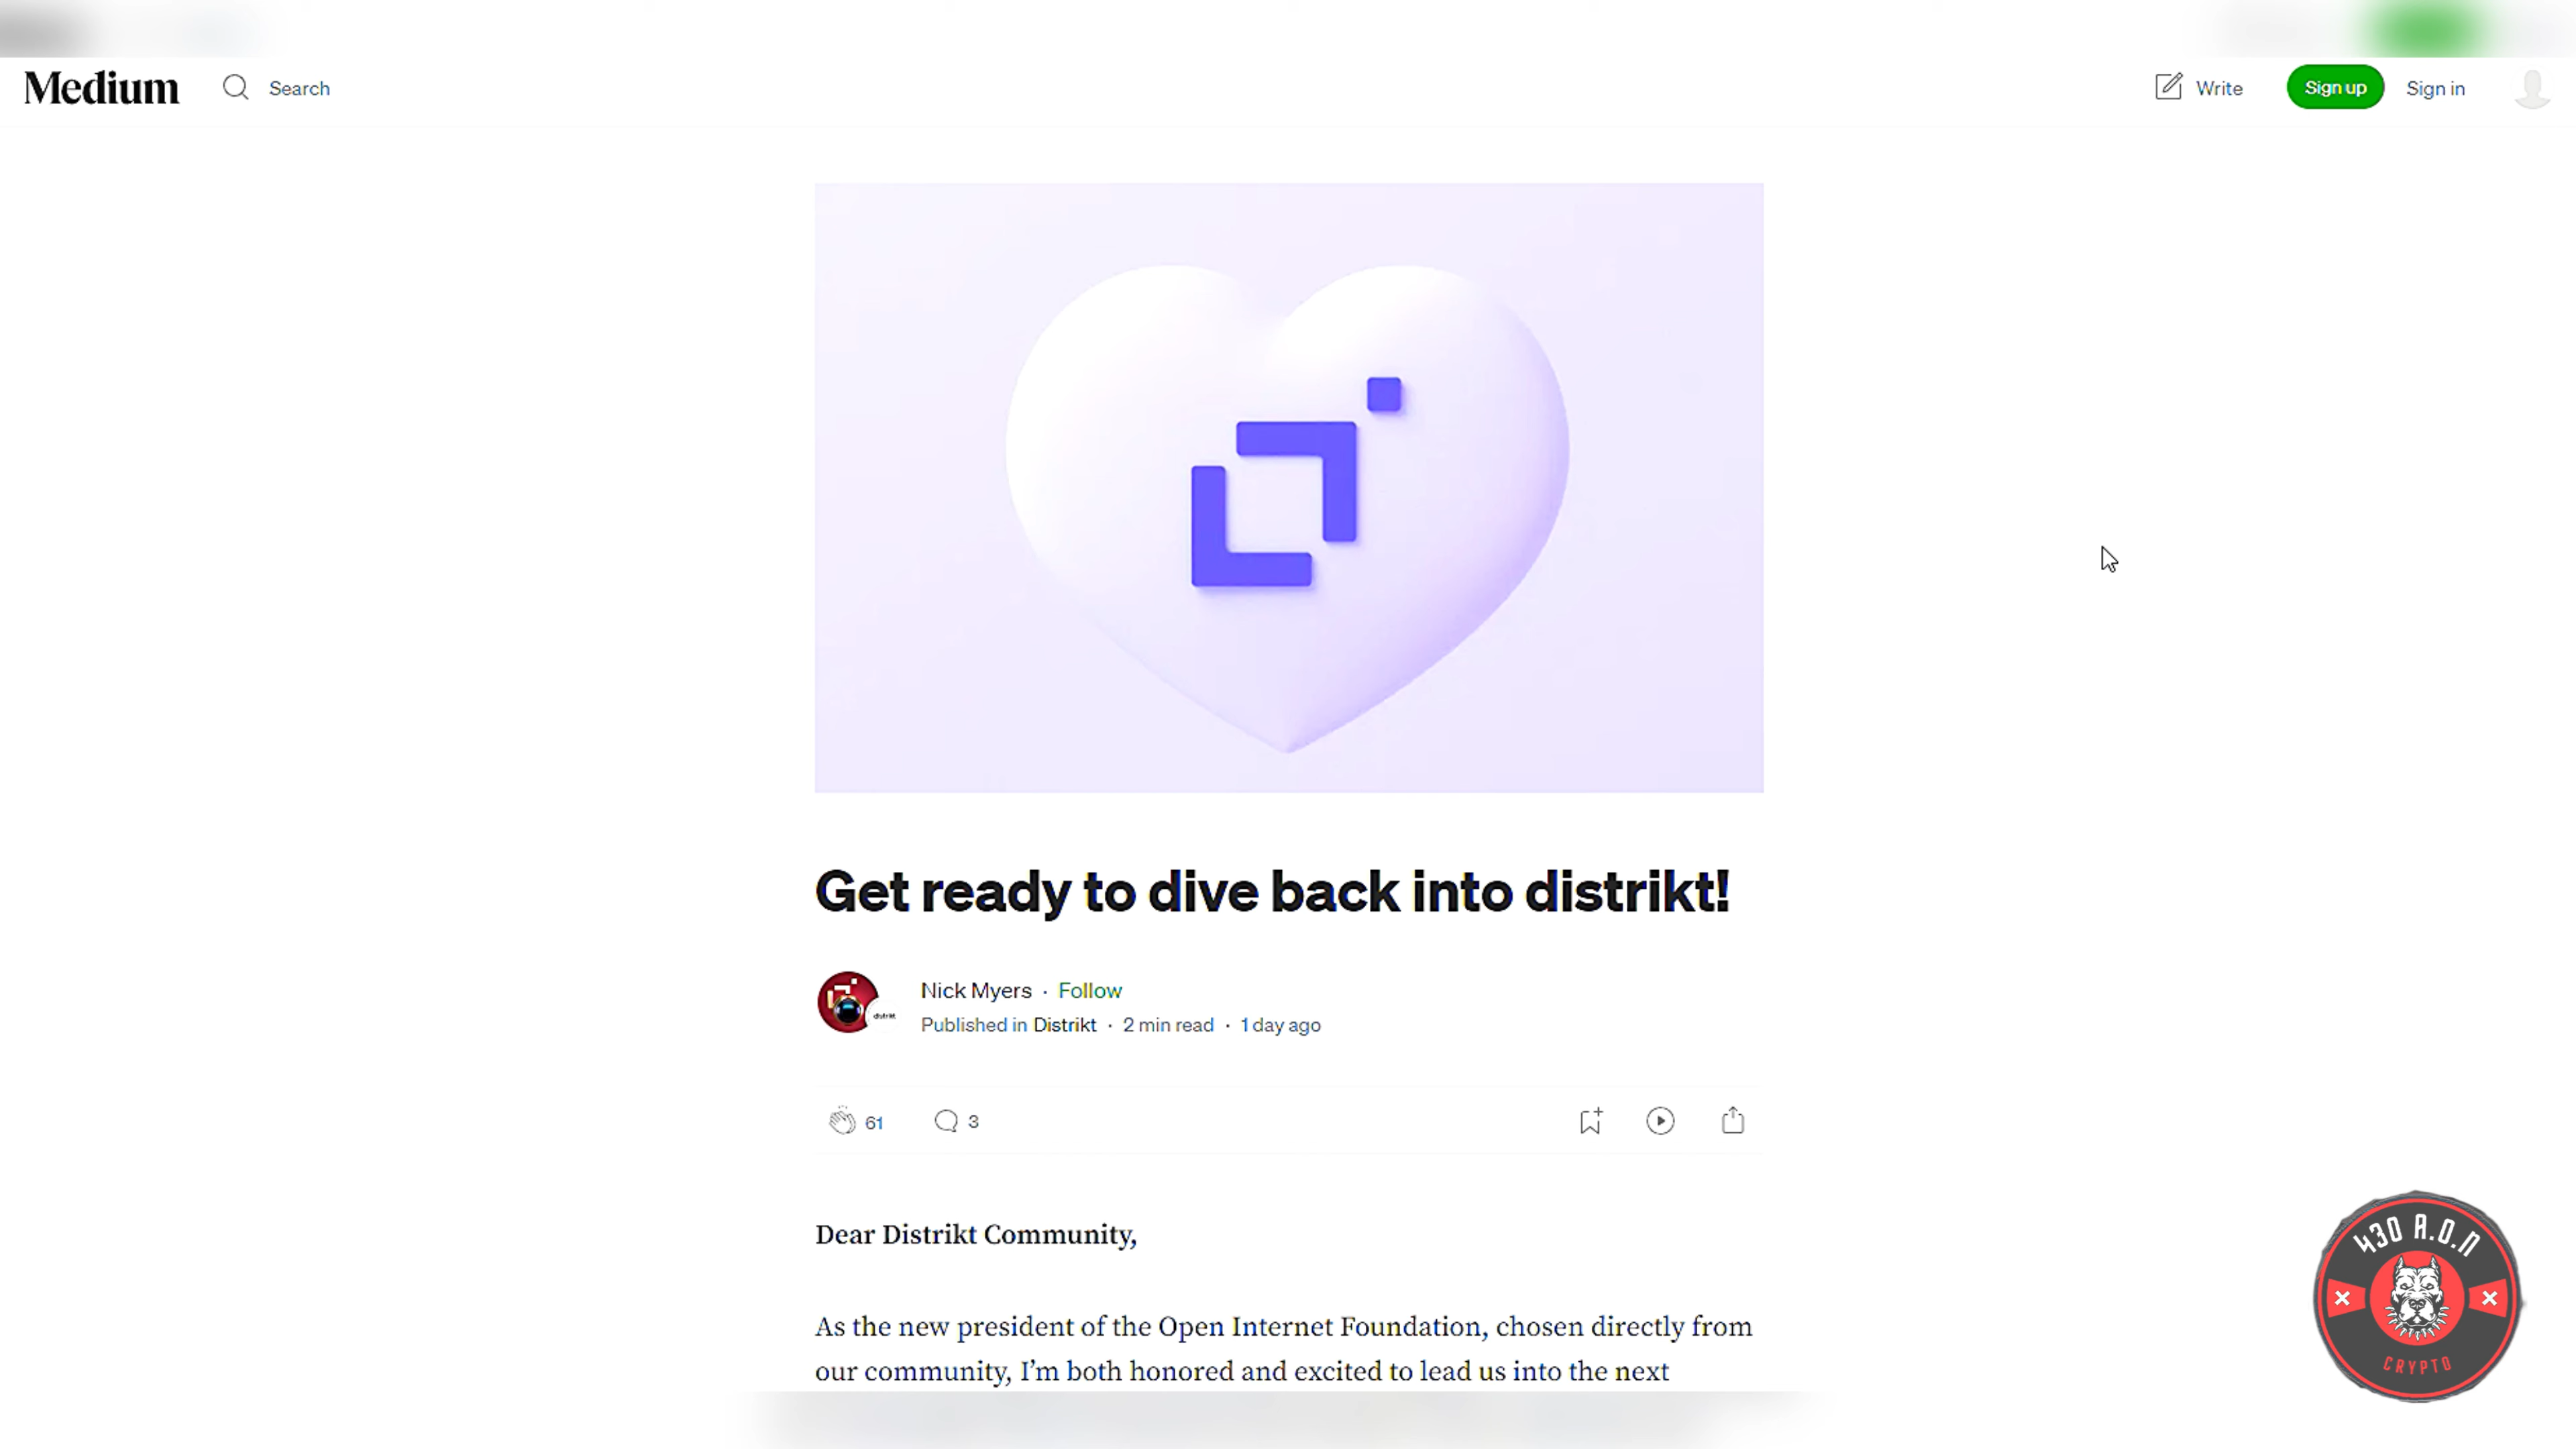 Medium
Search
Write
Sign up
Sign in
Get ready to dive back into distrikt!
Nick Myers · Follow
distrikt
Published in Distrikt · 2 min read · 1 day ago
61
3
Dear Distrikt Community,
As the new president of the Open Internet Foundation, chosen directly from
our community, I'm both honored and excited to lead us into the next
430 A.O.N
CRYPTO